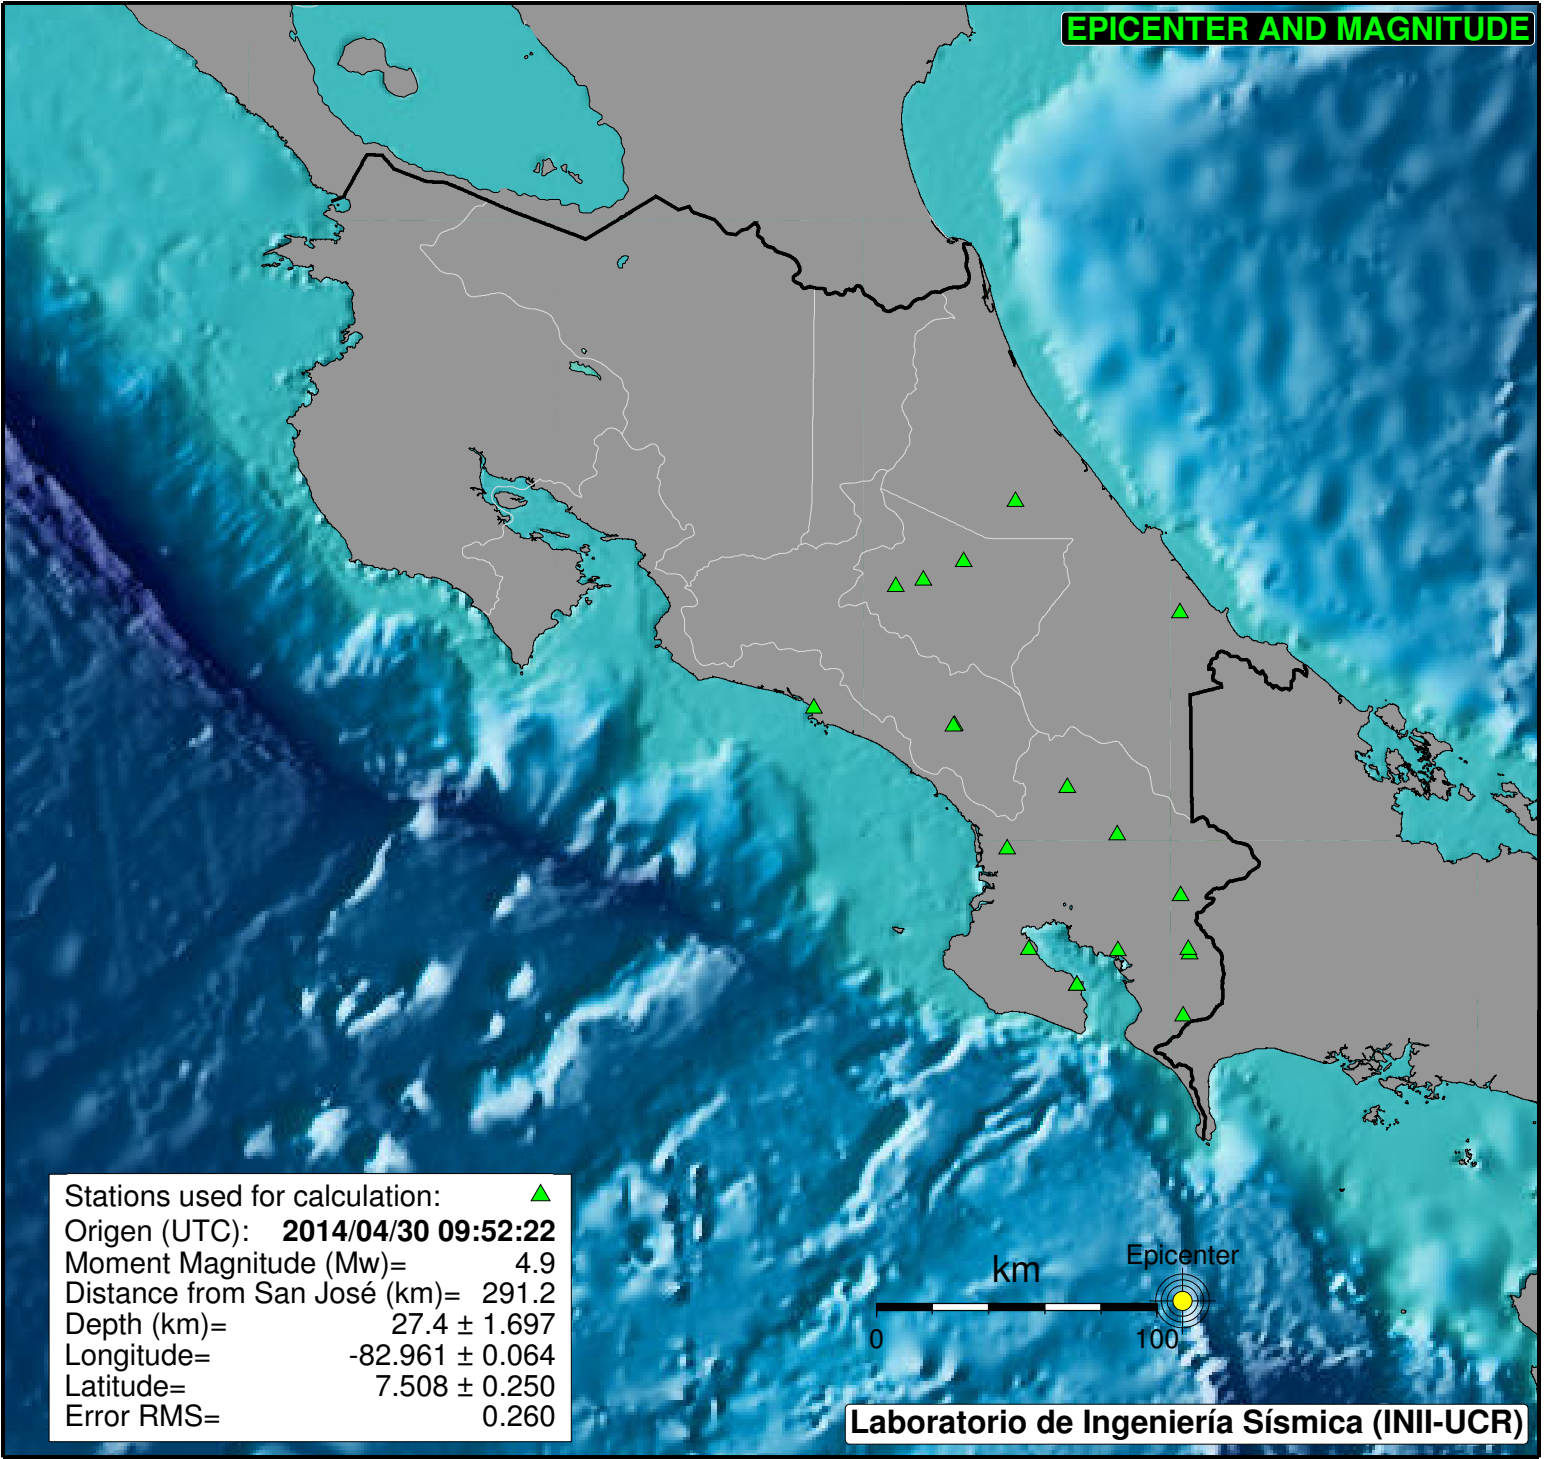 EPICENTER AND MAGNITUDE
Stations used for calculation:
Origen (UTC): 2014/04/30 09:52:22
Moment Magnitude (Mw)= 4.9
Distance from San José (km)= 291.2
Depth (km)= 27.4 ± 1.697
Longitude= -82.961 ± 0.064
Latitude= 7.508 ± 0.250
Error RMS= 0.260
Epicenter
km
0 100
Laboratorio de Ingeniería Sísmica (INII-UCR)